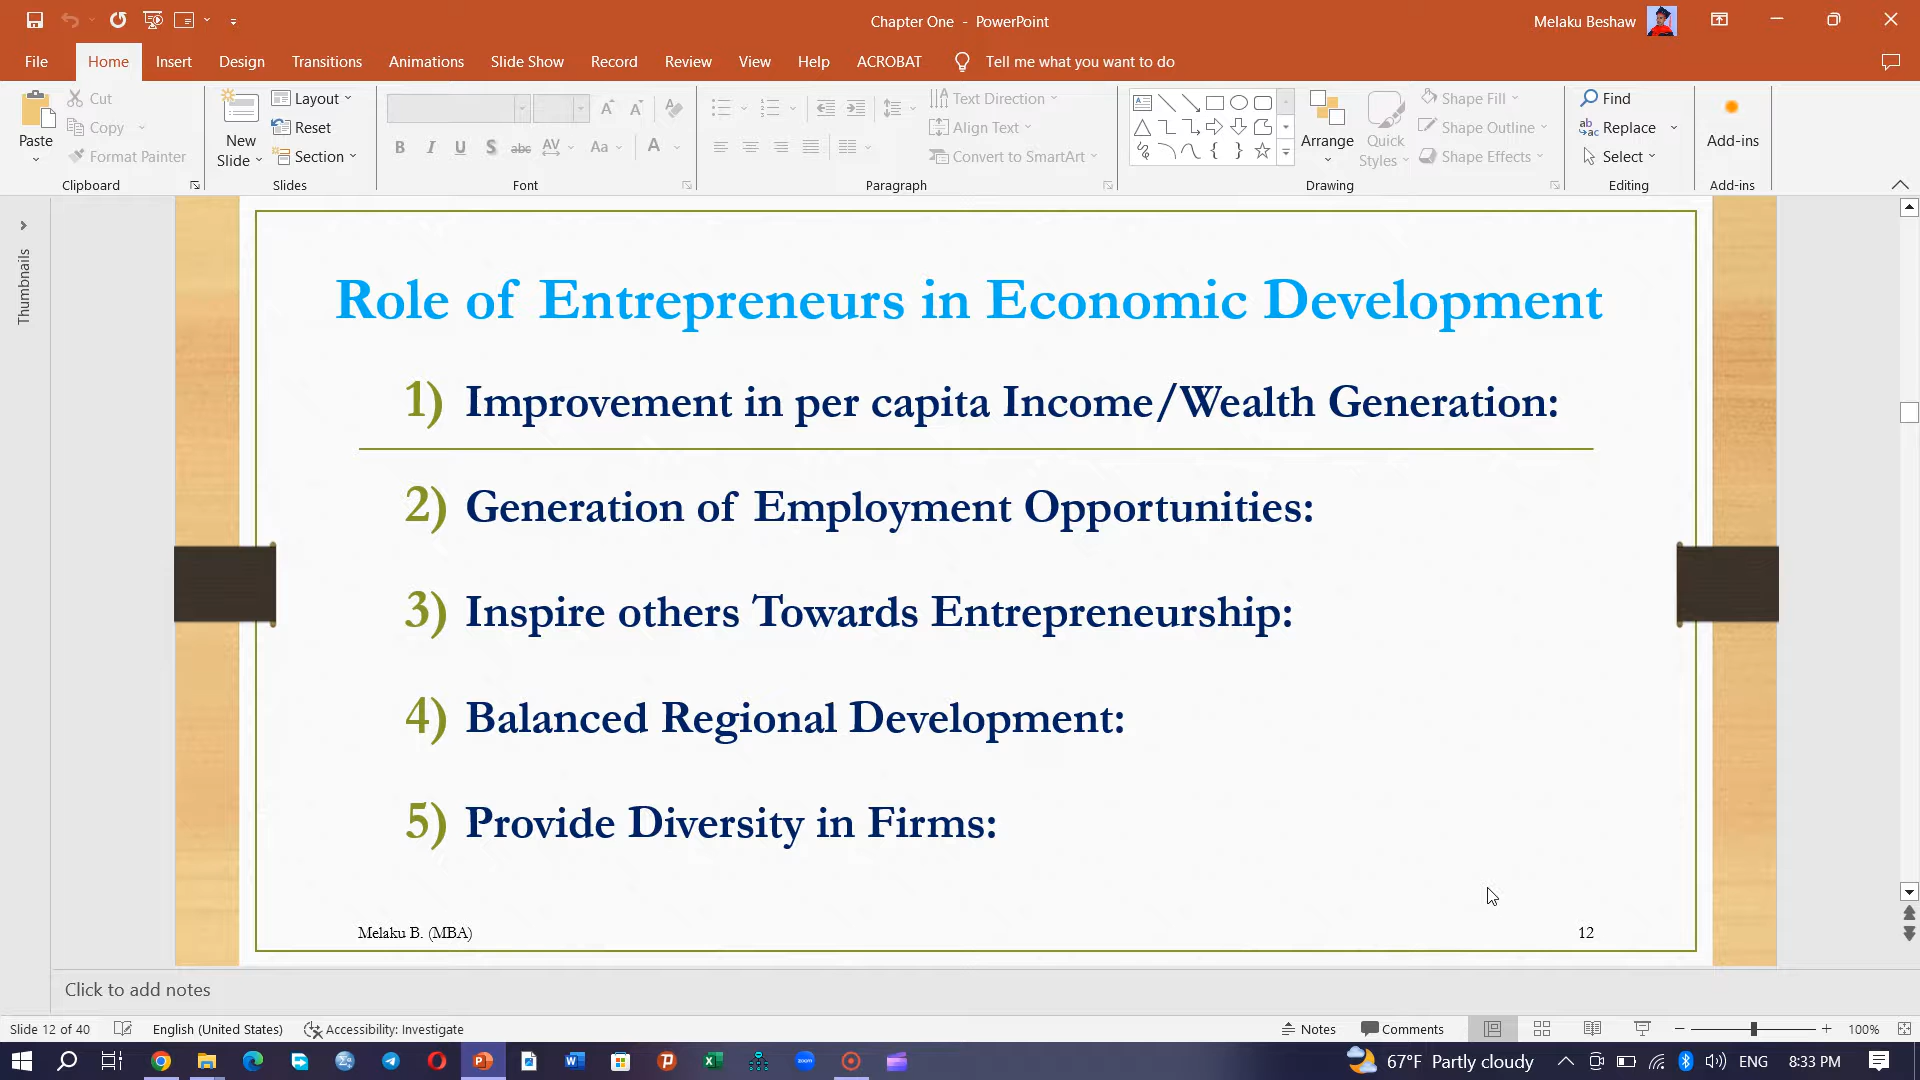 Chapter One - PowerPoint
Melaku Beshaw
File Home Insert Design Transitions Animations Slide Show Record Review View Help ACROBAT Tell me what you want to do
Paste
Cut
Copy
Format Painter
Clipboard
New Slide
Layout
Reset
Section
Slides
B I U S abc AV Aa A
Font
Text Direction
Align Text
Convert to SmartArt
Paragraph
Arrange
Quick Styles
Shape Fill
Shape Outline
Shape Effects
Drawing
Find
Replace
Select
Editing
Add-ins
Add-ins
Thumbnails
Role of Entrepreneurs in Economic Development
1) Improvement in per capita Income/Wealth Generation:
2) Generation of Employment Opportunities:
3) Inspire others Towards Entrepreneurship:
4) Balanced Regional Development:
5) Provide Diversity in Firms:
Melaku B. (MBA) 12
Click to add notes
Slide 12 of 40 English (United States) Accessibility: Investigate Notes Comments 100%
67°F Partly cloudy ENG 8:33 PM